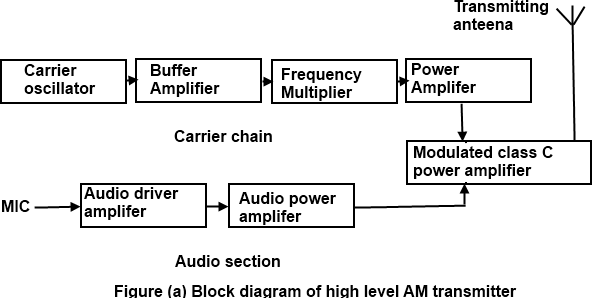 Transmitting
anteena
Carrier
oscillator
Buffer
Amplifier
Frequency
Multiplier
Power
Amplifer
Carrier chain
Modulated class C
power amplifier
MIC
Audio driver
amplifer
Audio power
amplifer
Audio section
Figure (a) Block diagram of high level AM transmitter